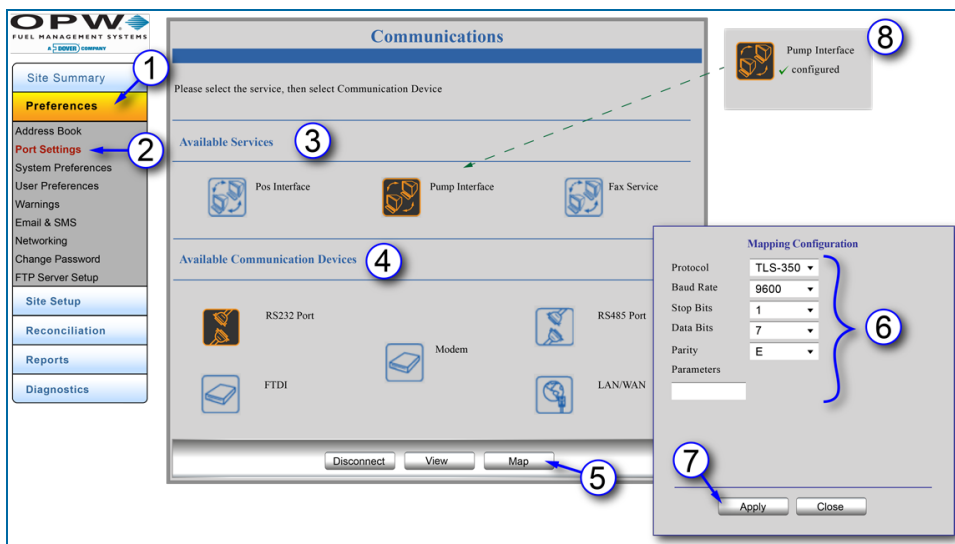 OPW
FUEL MANAGEMENT SYSTEMS
A DOVER COMPANY
Site Summary
1
Preferences
Address Book
Port Settings
2
System Preferences
User Preferences
Warnings
Email & SMS
Networking
Change Password
FTP Server Setup
Site Setup
Reconciliation
Reports
Diagnostics
Communications
Please select the service, then select Communication Device
Available Services
3
Pos Interface
Pump Interface
Fax Service
Available Communication Devices
4
RS232 Port
RS485 Port
Modem
FTDI
LAN/WAN
Disconnect
View
Map
5
Pump Interface
✓ configured
8
Mapping Configuration
Protocol TLS-350
Baud Rate 9600
Stop Bits 1
Data Bits 7
Parity E
Parameters
6
7
Apply
Close